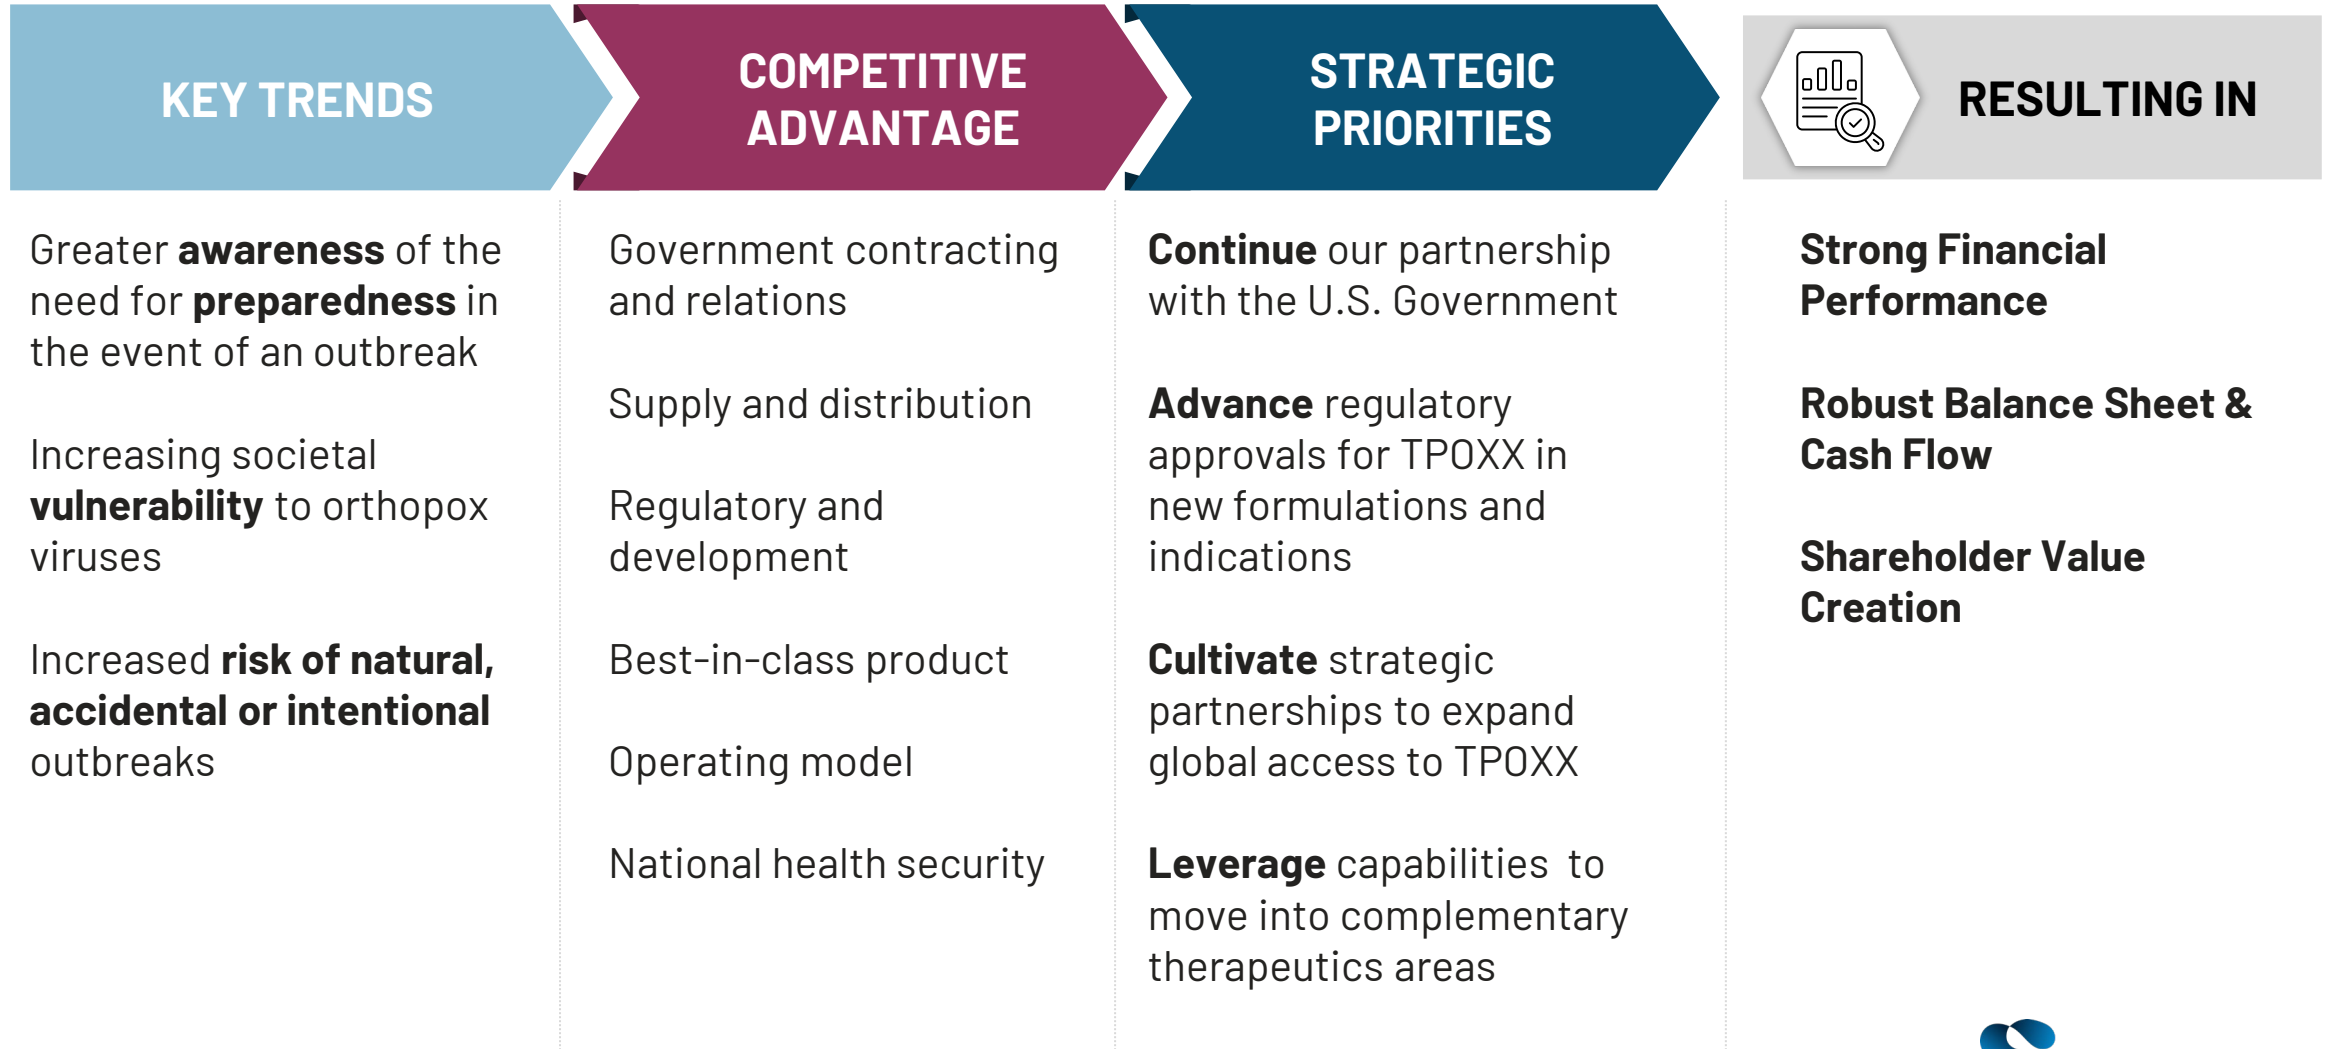 KEY TRENDS
Greater awareness of the
need for preparedness in
the event of an outbreak
Increasing societal
vulnerability to orthopox
viruses
Increased risk of natural,
accidental or intentional
outbreaks
COMPETITIVE
ADVANTAGE
Government contracting
and relations
Supply and distribution
Regulatory and
development
Best-in-class product
Operating model
National health security
STRATEGIC
PRIORITIES
Continue our partnership
with the U.S. Government
Advance regulatory
approvals for TPOXX in
new formulations and
indications
Cultivate strategic
partnerships to expand
global access to TPOXX
Leverage capabilities  to
move into complementary
therapeutics areas
RESULTING IN
Strong Financial
Performance
Robust Balance Sheet &
Cash Flow
Shareholder Value
Creation